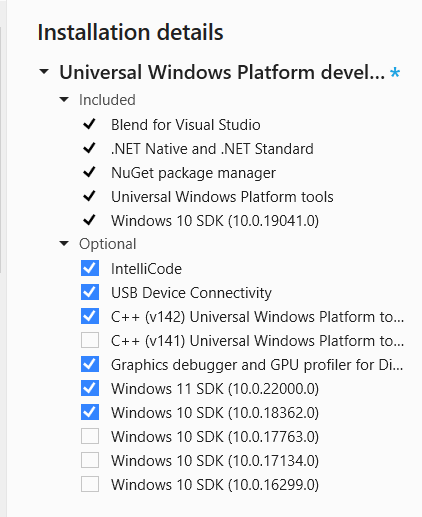 Installation details
Universal Windows Platform devel... *
Included
Blend for Visual Studio
.NET Native and .NET Standard
NuGet package manager
Universal Windows Platform tools
Windows 10 SDK (10.0.19041.0)
Optional
IntelliCode
USB Device Connectivity
C++ (v142) Universal Windows Platform to...
C++ (v141) Universal Windows Platform to...
Graphics debugger and GPU profiler for Di...
Windows 11 SDK (10.0.22000.0)
Windows 10 SDK (10.0.18362.0)
Windows 10 SDK (10.0.17763.0)
Windows 10 SDK (10.0.17134.0)
Windows 10 SDK (10.0.16299.0)